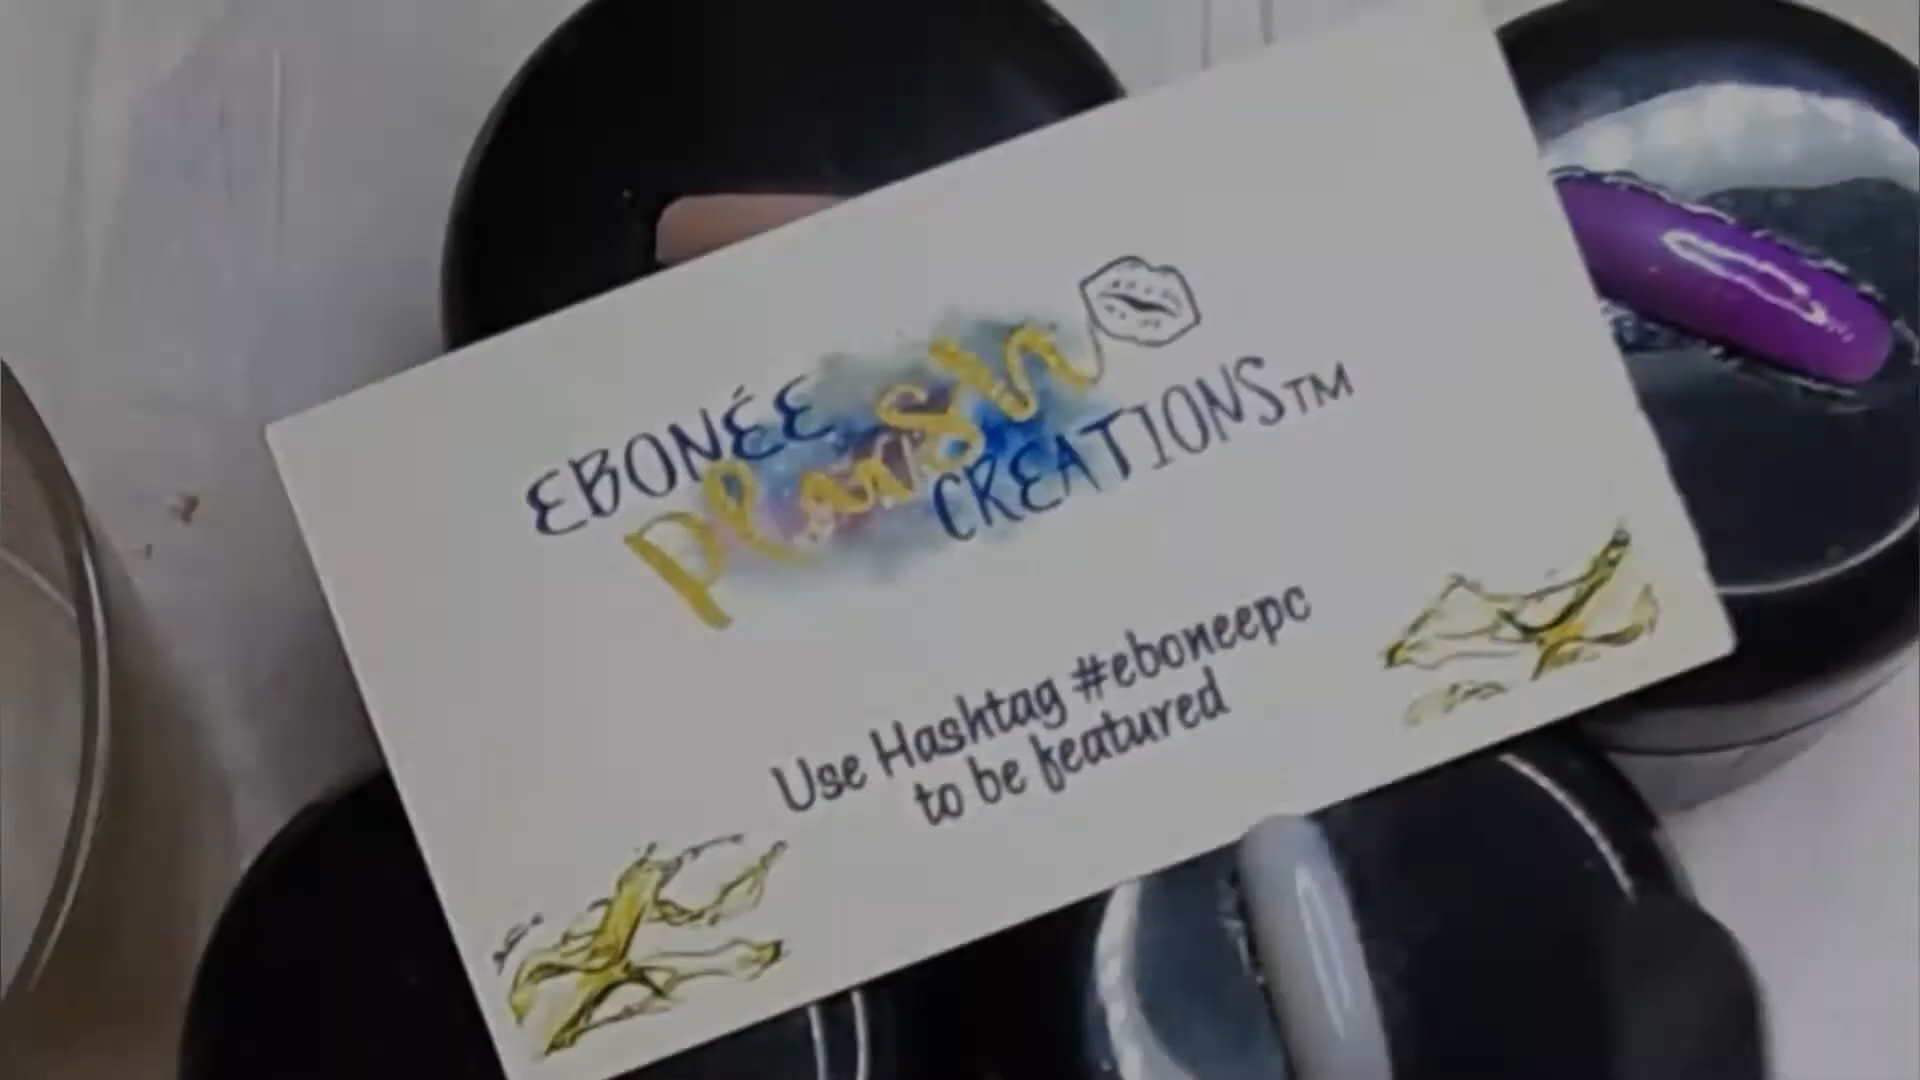 EBONÉE
Plush
CREATIONS™
Use Hashtag #eboneepc
to be featured